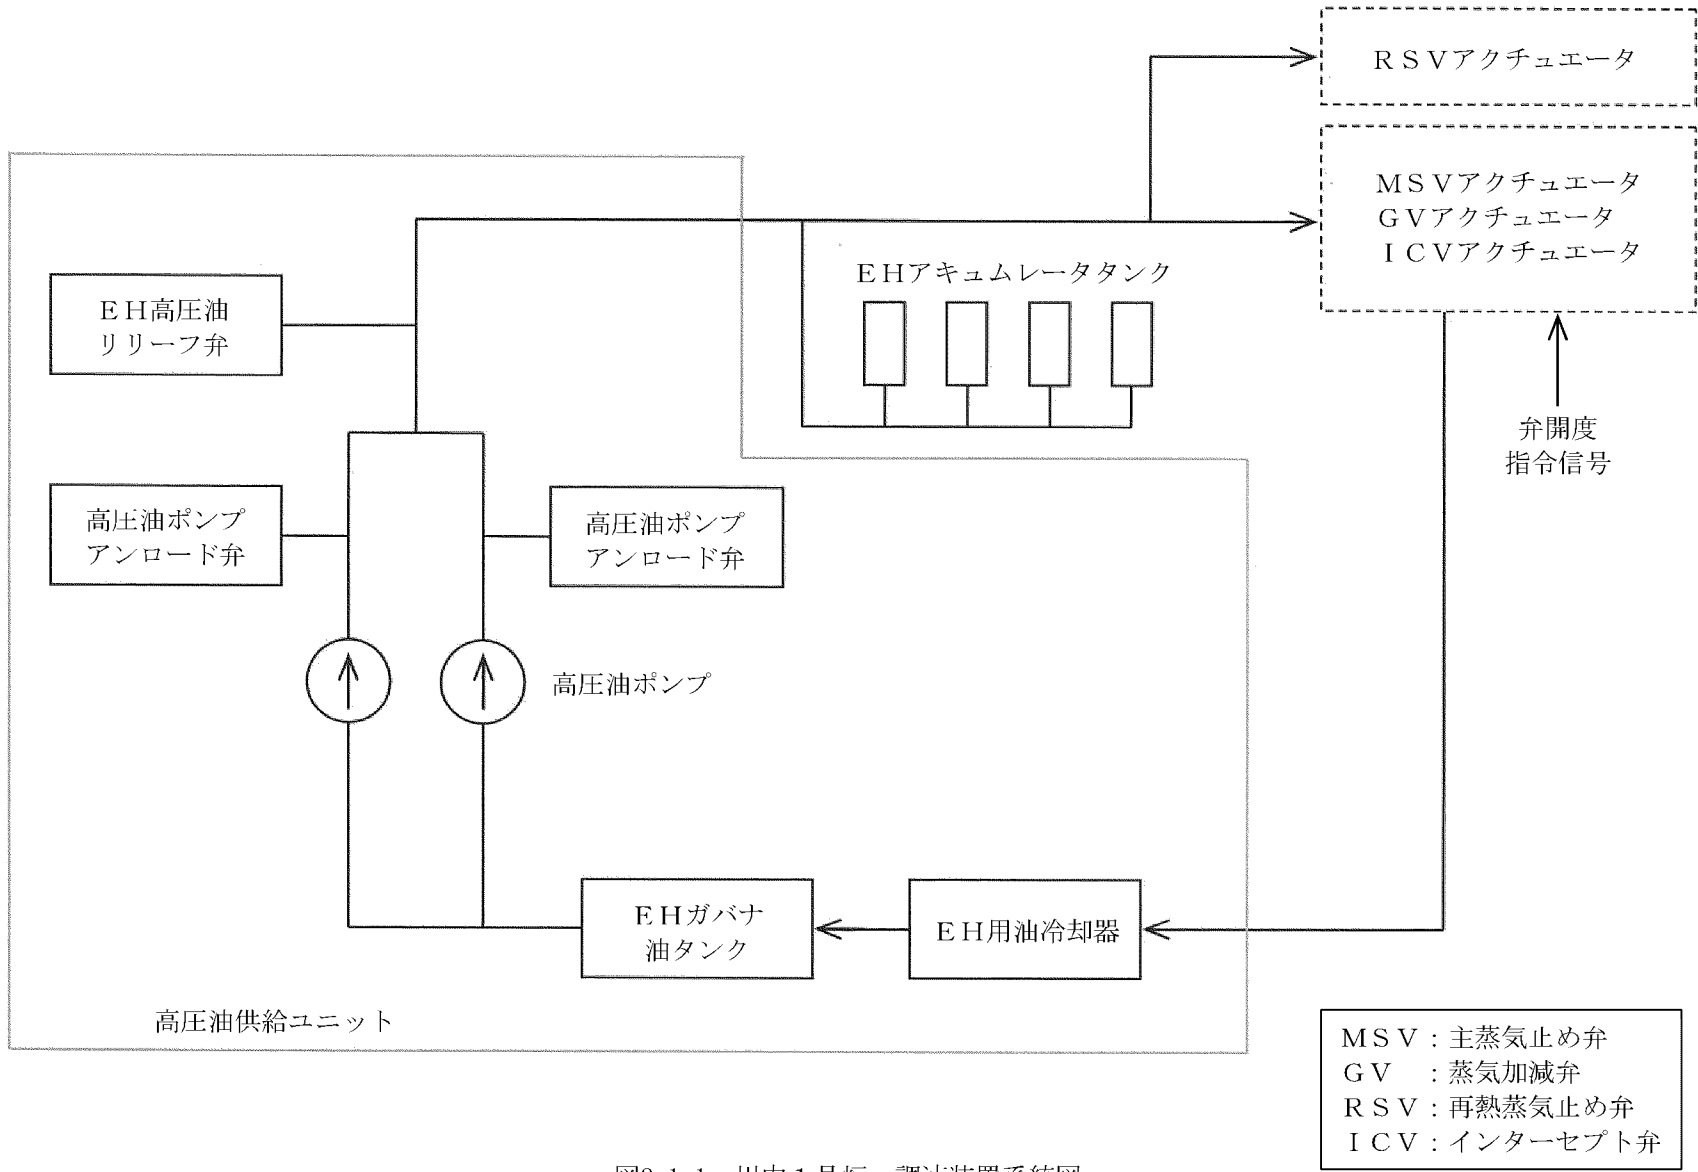 ＲＳＶアクチュエータ
ＭＳＶアクチュエータ
ＧＶアクチュエータ
ＩＣＶアクチュエータ
ＥＨアキュムレータタンク
ＥＨ高圧油
リリーフ弁
弁開度
指令信号
高圧油ポンプ
アンロード弁
高圧油ポンプ
アンロード弁
高圧油ポンプ
ＥＨガバナ
油タンク
ＥＨ用油冷却器
高圧油供給ユニット
ＭＳＶ：主蒸気止め弁
ＧＶ　：蒸気加減弁
ＲＳＶ：再熱蒸気止め弁
ＩＣＶ：インターセプト弁